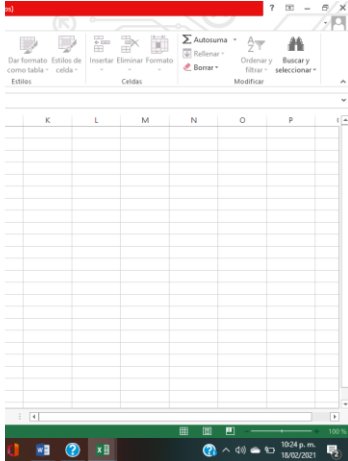 m)
?
Dar formato como tabla
Estilos de celda
Insertar Eliminar Formato
Autosuma
Rellenar
Borrar
Ordenar y filtrar
Buscar y seleccionar
Estilos
Celdas
Modificar
K L M N O P
100 %
10:24 p. m.
18/02/2021